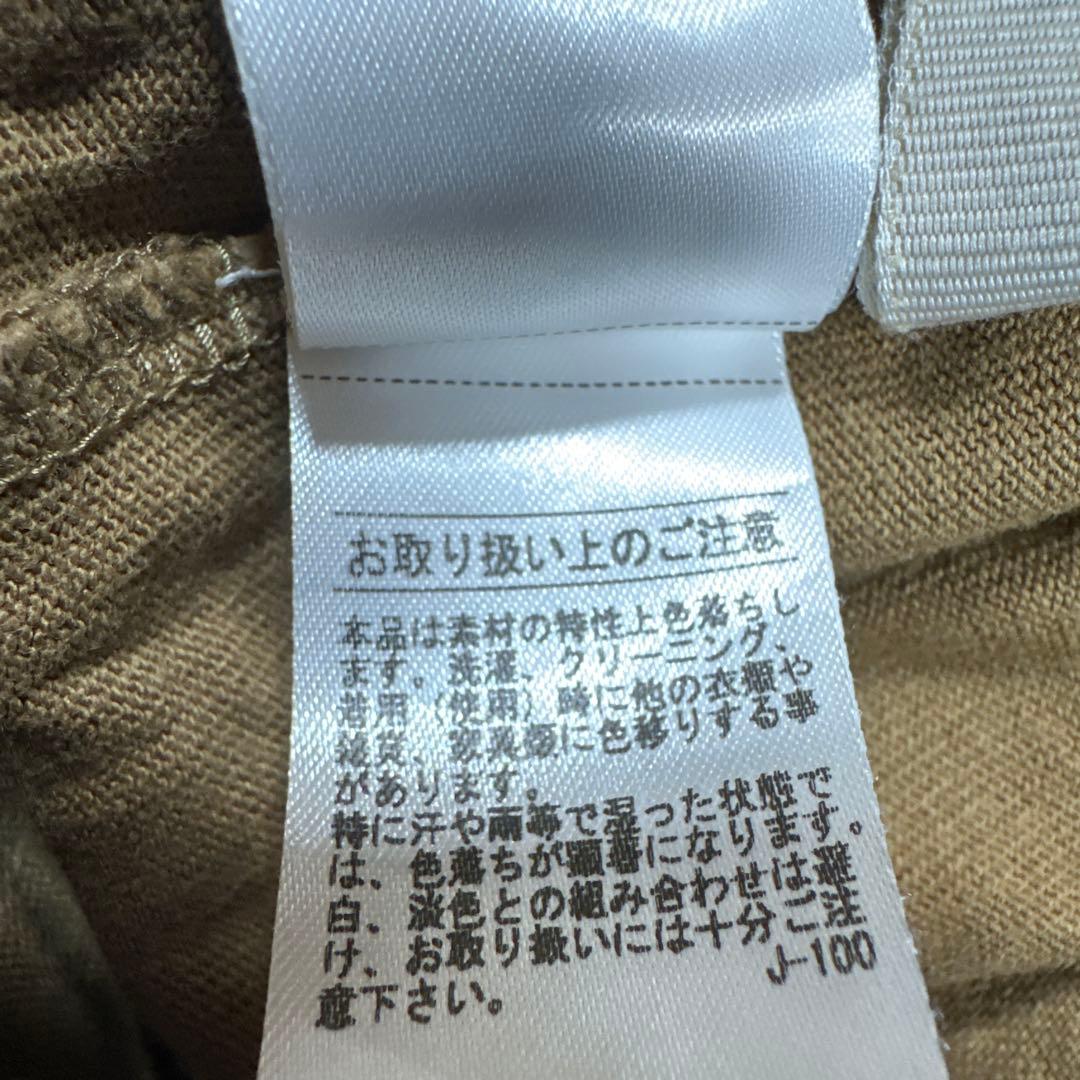 お取り扱い上のご注意
本品は素材の特性上色落ちし
ます。洗濯、クリーニング、
着用(使用)時に他の衣類や
雑貨、家具類に色移りする事
があります。
特に汗や雨等で湿った状態で
は、色落ちが顕著になります。
白、淡色との組み合わせは避
け、お取り扱いには十分ご注
意下さい。
J-100